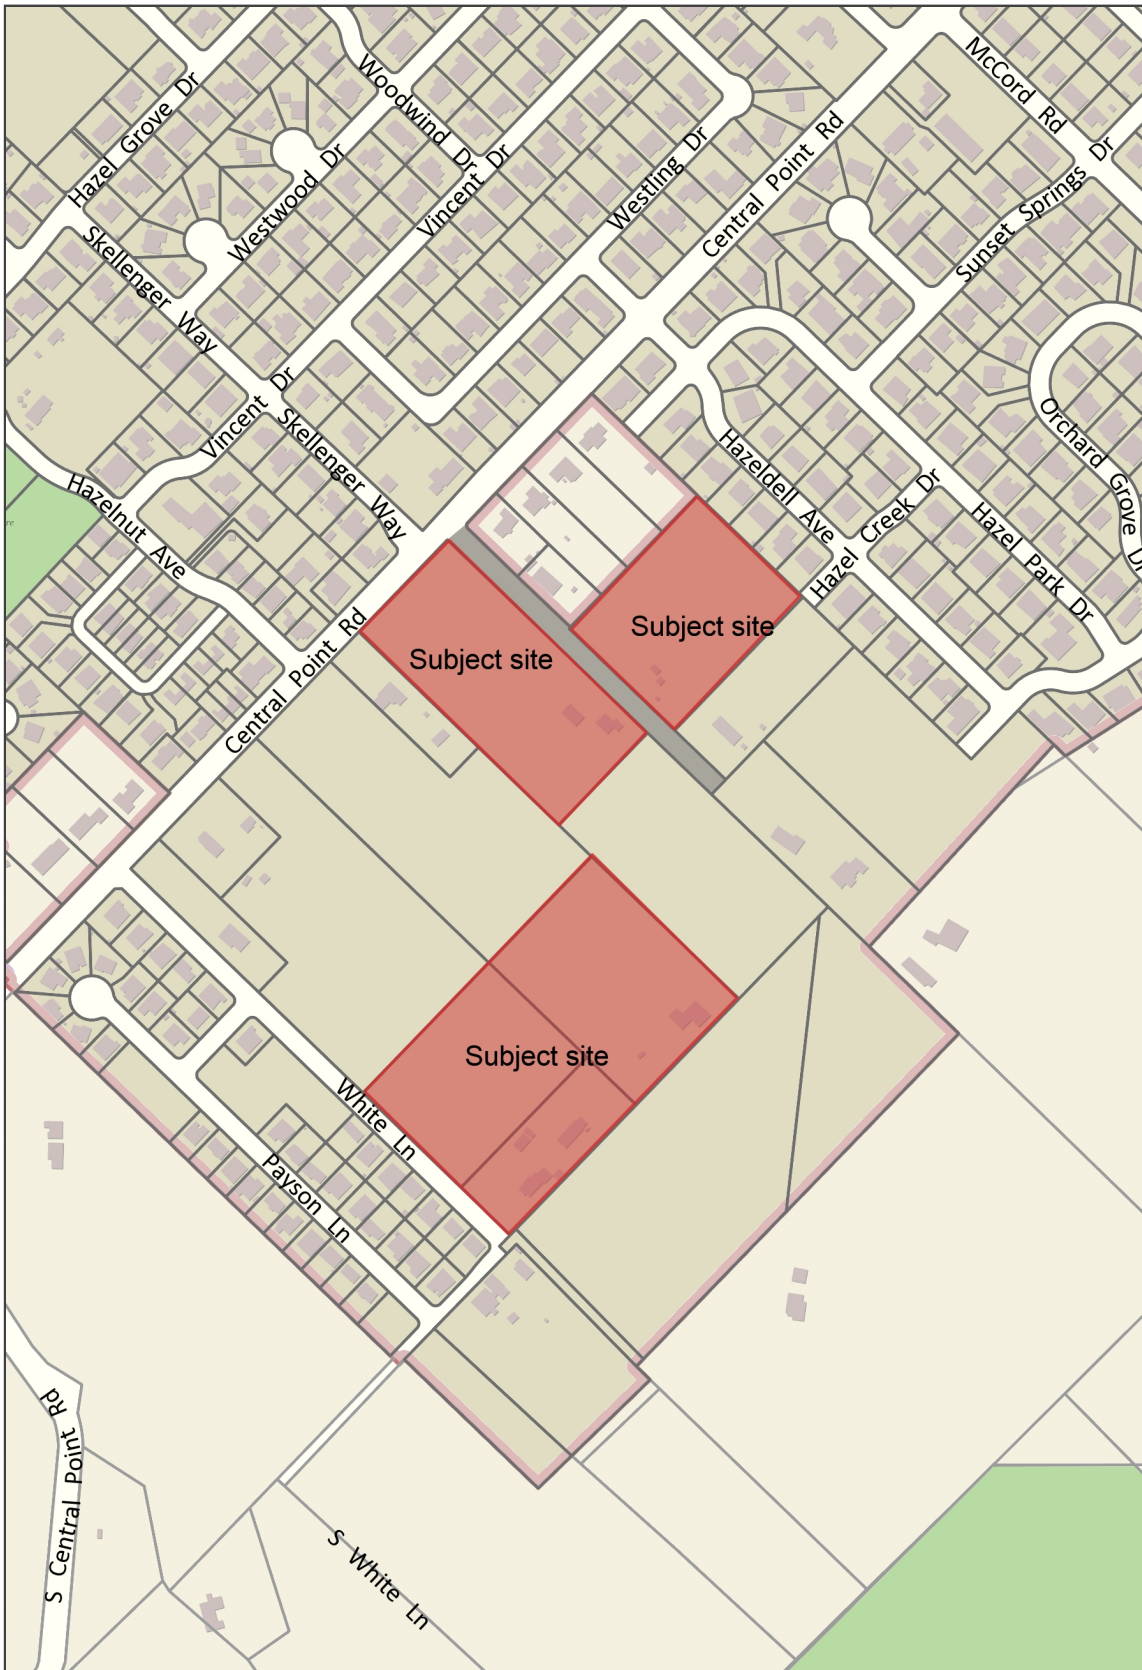 McCord Rd
Woodwind Dr
Hazel Grove Dr
Westwood Dr
Vincent Dr
Westling Dr
Central Point Rd
Sunset Springs Dr
Skellenger Way
Vincent Dr
Skellenger Way
Orchard Grove Dr
Hazeldell Ave
Hazel Creek Dr
Hazel Park Dr
Hazelnut Ave
Central Point Rd
Subject site
Subject site
Subject site
White Ln
Payson Ln
S Central Point Rd
S White Ln